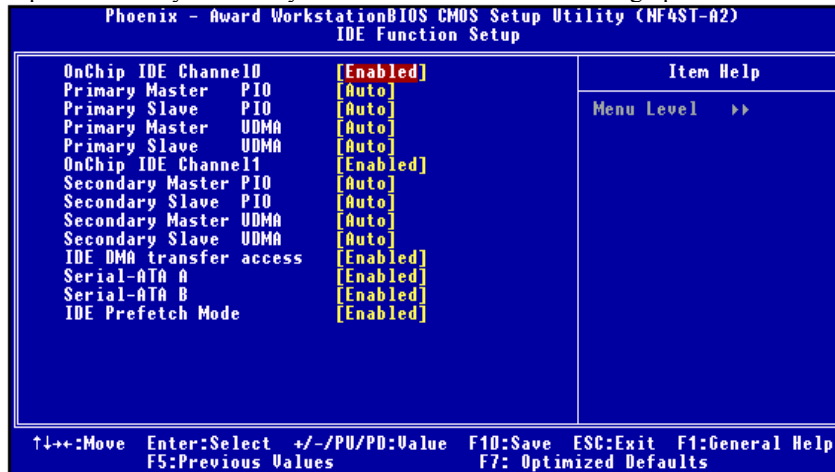 Phoenix - Award WorkstationBIOS CMOS Setup Utility (NF4ST-A2)
IDE Function Setup
OnChip IDE Channel0 [Enabled]
Primary Master PIO [Auto]
Primary Slave PIO [Auto]
Primary Master UDMA [Auto]
Primary Slave UDMA [Auto]
OnChip IDE Channel1 [Enabled]
Secondary Master PIO [Auto]
Secondary Slave PIO [Auto]
Secondary Master UDMA [Auto]
Secondary Slave UDMA [Auto]
IDE DMA transfer access [Enabled]
Serial-ATA A [Enabled]
Serial-ATA B [Enabled]
IDE Prefetch Mode [Enabled]
Item Help
Menu Level ▸▸
↑↓→←:Move Enter:Select +/-/PU/PD:Value F10:Save ESC:Exit F1:General Help
F5:Previous Values F7: Optimized Defaults